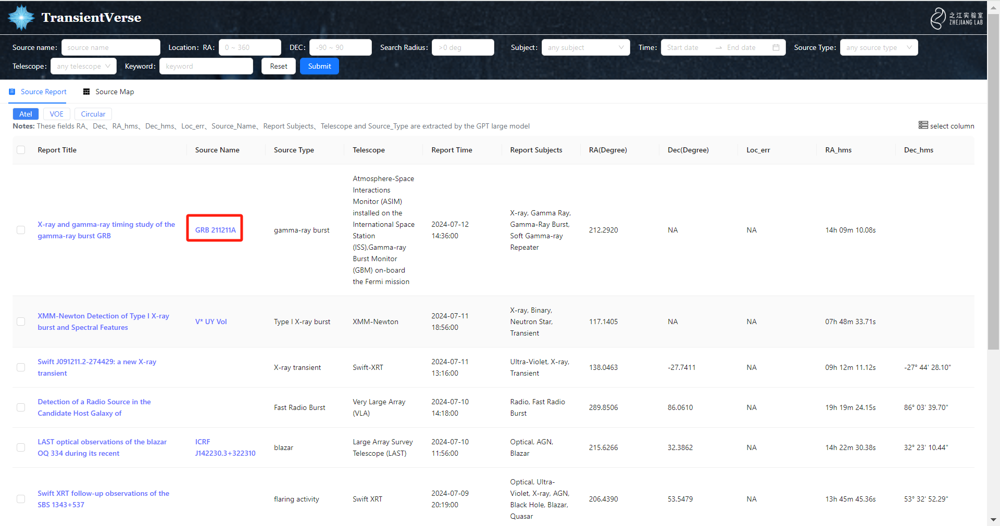 TransientVerse
之江实验室
ZHEJIANG LAB
Source name: source name Location: RA: 0 ~ 360 DEC: -90 ~ 90 Search Radius: >0 deg Subject: any subject Time: Start date → End date Source Type: any source type
Telescope: any telescope Keyword: keyword Reset Submit
Source Report Source Map
Atel VOE Circular
Notes: These fields RA、Dec、RA_hms、Dec_hms、Loc_err、Source_Name、Report Subjects、Telescope and Source_Type are extracted by the GPT large model
select column
Report Title Source Name Source Type Telescope Report Time Report Subjects RA(Degree) Dec(Degree) Loc_err RA_hms Dec_hms
X-ray and gamma-ray timing study of the
gamma-ray burst GRB
GRB 211211A
gamma-ray burst
Atmosphere-Space
Interactions
Monitor (ASIM)
installed on the
International Space
Station
(ISS),Gamma-ray
Burst Monitor
(GBM) on-board
the Fermi mission
2024-07-12
14:36:00
X-ray, Gamma Ray,
Gamma-Ray Burst,
Soft Gamma-ray
Repeater
212.2920
NA
NA
14h 09m 10.08s
XMM-Newton Detection of Type I X-ray
burst and Spectral Features
V* UY Vol
Type I X-ray burst
XMM-Newton
2024-07-11
18:56:00
X-ray, Binary,
Neutron Star,
Transient
117.1405
NA
NA
07h 48m 33.71s
Swift J091211.2-274429: a new X-ray
transient
X-ray transient
Swift-XRT
2024-07-11
13:16:00
Ultra-Violet, X-ray,
Transient
138.0463
-27.7411
NA
09h 12m 11.12s
-27° 44' 28.10"
Detection of a Radio Source in the
Candidate Host Galaxy of
Fast Radio Burst
Very Large Array
(VLA)
2024-07-10
14:18:00
Radio, Fast Radio
Burst
289.8506
86.0610
NA
19h 19m 24.15s
86° 03' 39.70"
LAST optical observations of the blazar
OQ 334 during its recent
ICRF
J142230.3+322310
blazar
Large Array Survey
Telescope (LAST)
2024-07-10
11:56:00
Optical, AGN,
Blazar
215.6266
32.3862
NA
14h 22m 30.38s
32° 23' 10.44"
Swift XRT follow-up observations of the
SBS 1343+537
flaring activity
Swift XRT
2024-07-09
20:19:00
Optical, Ultra-
Violet, X-ray, AGN,
Black Hole, Blazar,
Quasar
206.4390
53.5479
NA
13h 45m 45.36s
53° 32' 52.29"